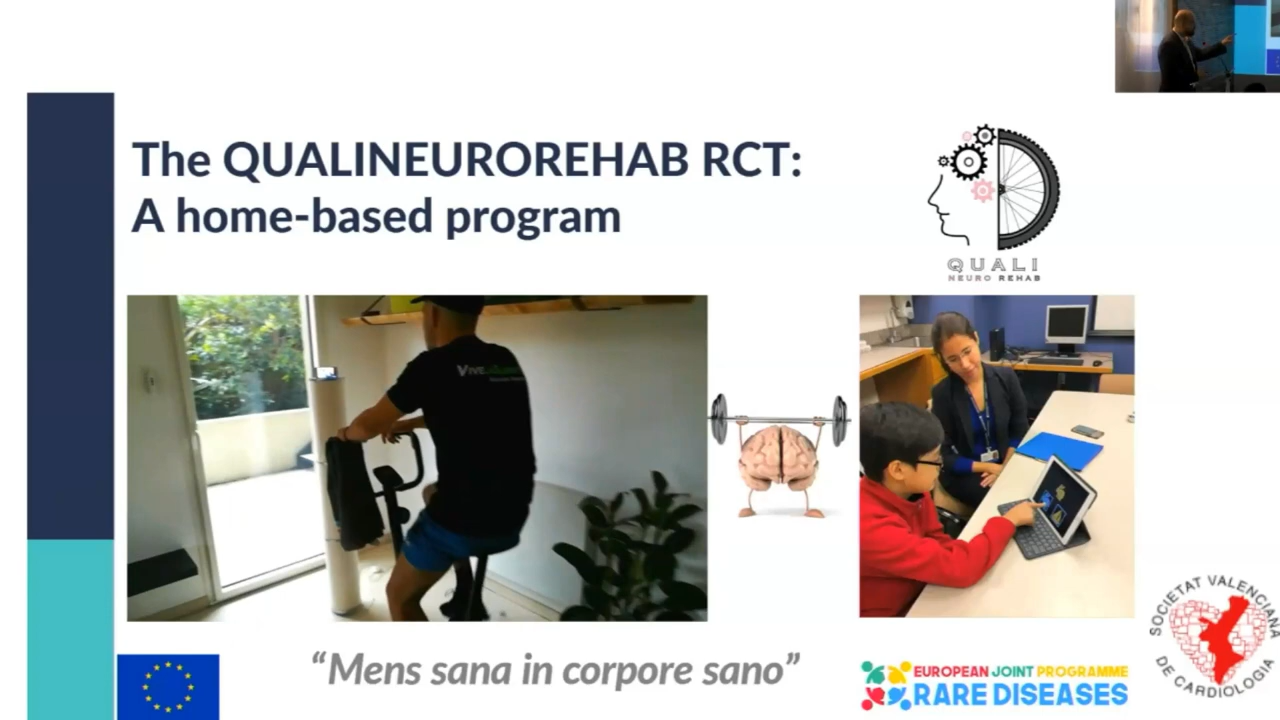 The QUALINEUROREHAB RCT:
A home-based program
QUALI
NEURO REHAB
“Mens sana in corpore sano”
EUROPEAN JOINT PROGRAMME
RARE DISEASES
SOCIETAT VALENCIANA
DE CARDIOLOGIA